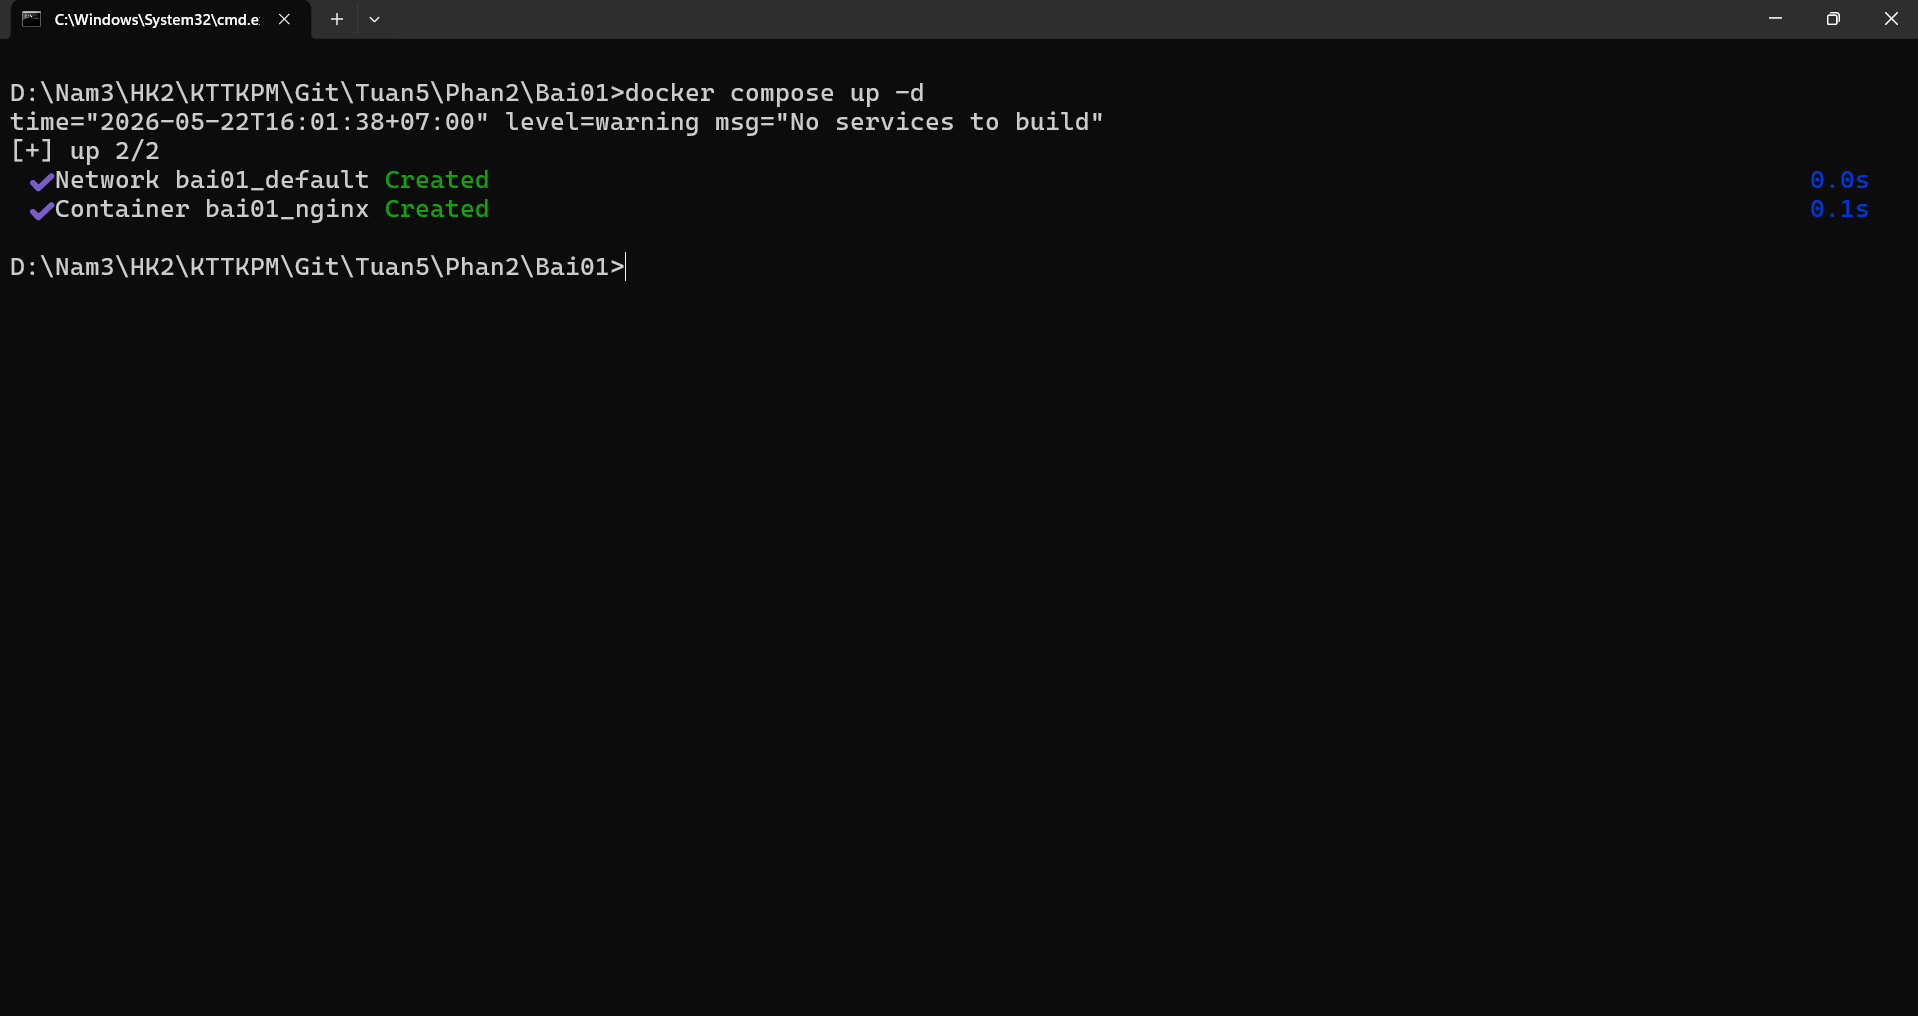 C:\Windows\System32\cmd.e
D:\Nam3\HK2\KTTKPM\Git\Tuan5\Phan2\Bai01>docker compose up -d
time="2026-05-22T16:01:38+07:00" level=warning msg="No services to build"
[+] up 2/2
✔Network bai01_default Created 0.0s
✔Container bai01_nginx Created 0.1s
D:\Nam3\HK2\KTTKPM\Git\Tuan5\Phan2\Bai01>